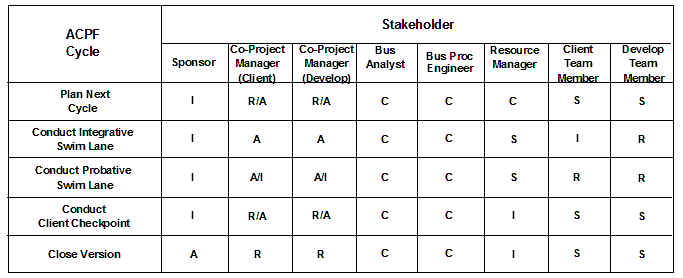 ACPF
Cycle
Stakeholder
Sponsor
Co-Project
Manager
(Client)
Co-Project
Manager
(Develop)
Bus
Analyst
Bus Proc
Engineer
Resource
Manager
Client
Team
Member
Develop
Team
Member
Plan Next
Cycle
I R/A R/A C C C S S
Conduct Integrative
Swim Lane
I A A C C S I R
Conduct Probative
Swim Lane
I A/I A/I C C S R R
Conduct
Client Checkpoint
I R/A R/A C C I S S
Close Version
A R R C C I S S